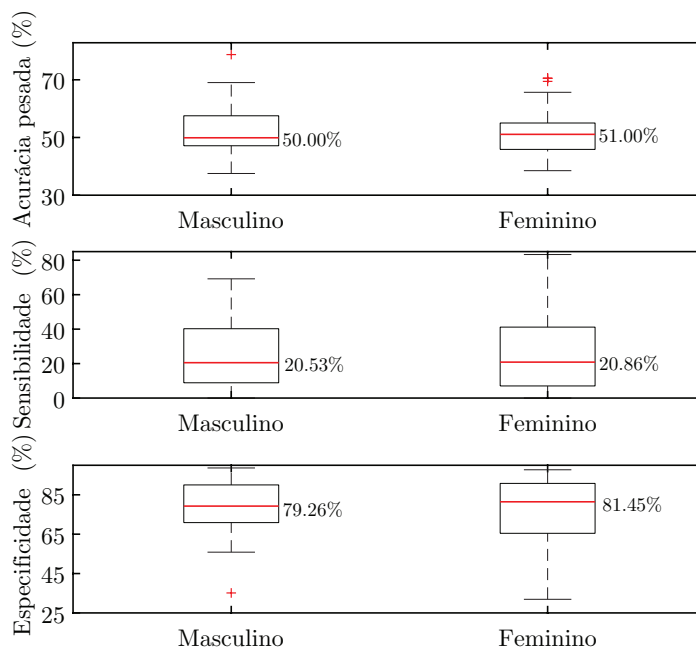 Acurácia pesada (%)
70
50
30
50.00%
51.00%
Masculino
Feminino
Sensibilidade (%)
80
60
40
20
0
20.53%
20.86%
Masculino
Feminino
Especificidade (%)
85
65
45
25
79.26%
81.45%
Masculino
Feminino